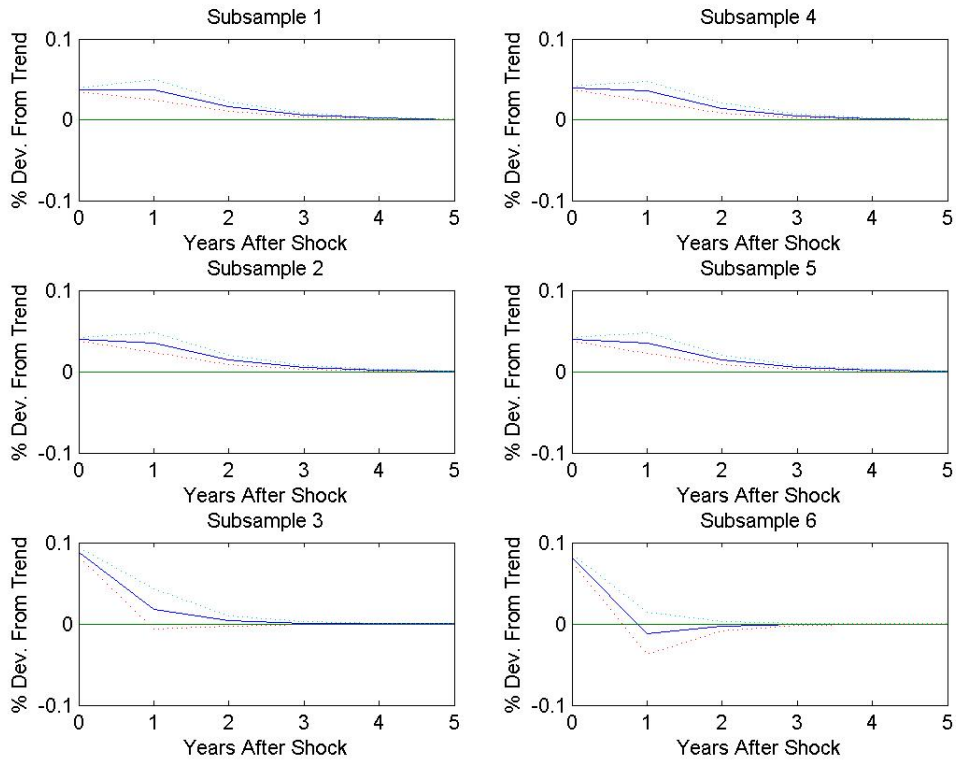 Subsample 1
% Dev. From Trend
0.1
0
-0.1
0 1 2 3 4 5
Years After Shock
Subsample 4
% Dev. From Trend
0.1
0
-0.1
0 1 2 3 4 5
Years After Shock
Subsample 2
% Dev. From Trend
0.1
0
-0.1
0 1 2 3 4 5
Years After Shock
Subsample 5
% Dev. From Trend
0.1
0
-0.1
0 1 2 3 4 5
Years After Shock
Subsample 3
% Dev. From Trend
0.1
0
-0.1
0 1 2 3 4 5
Years After Shock
Subsample 6
% Dev. From Trend
0.1
0
-0.1
0 1 2 3 4 5
Years After Shock